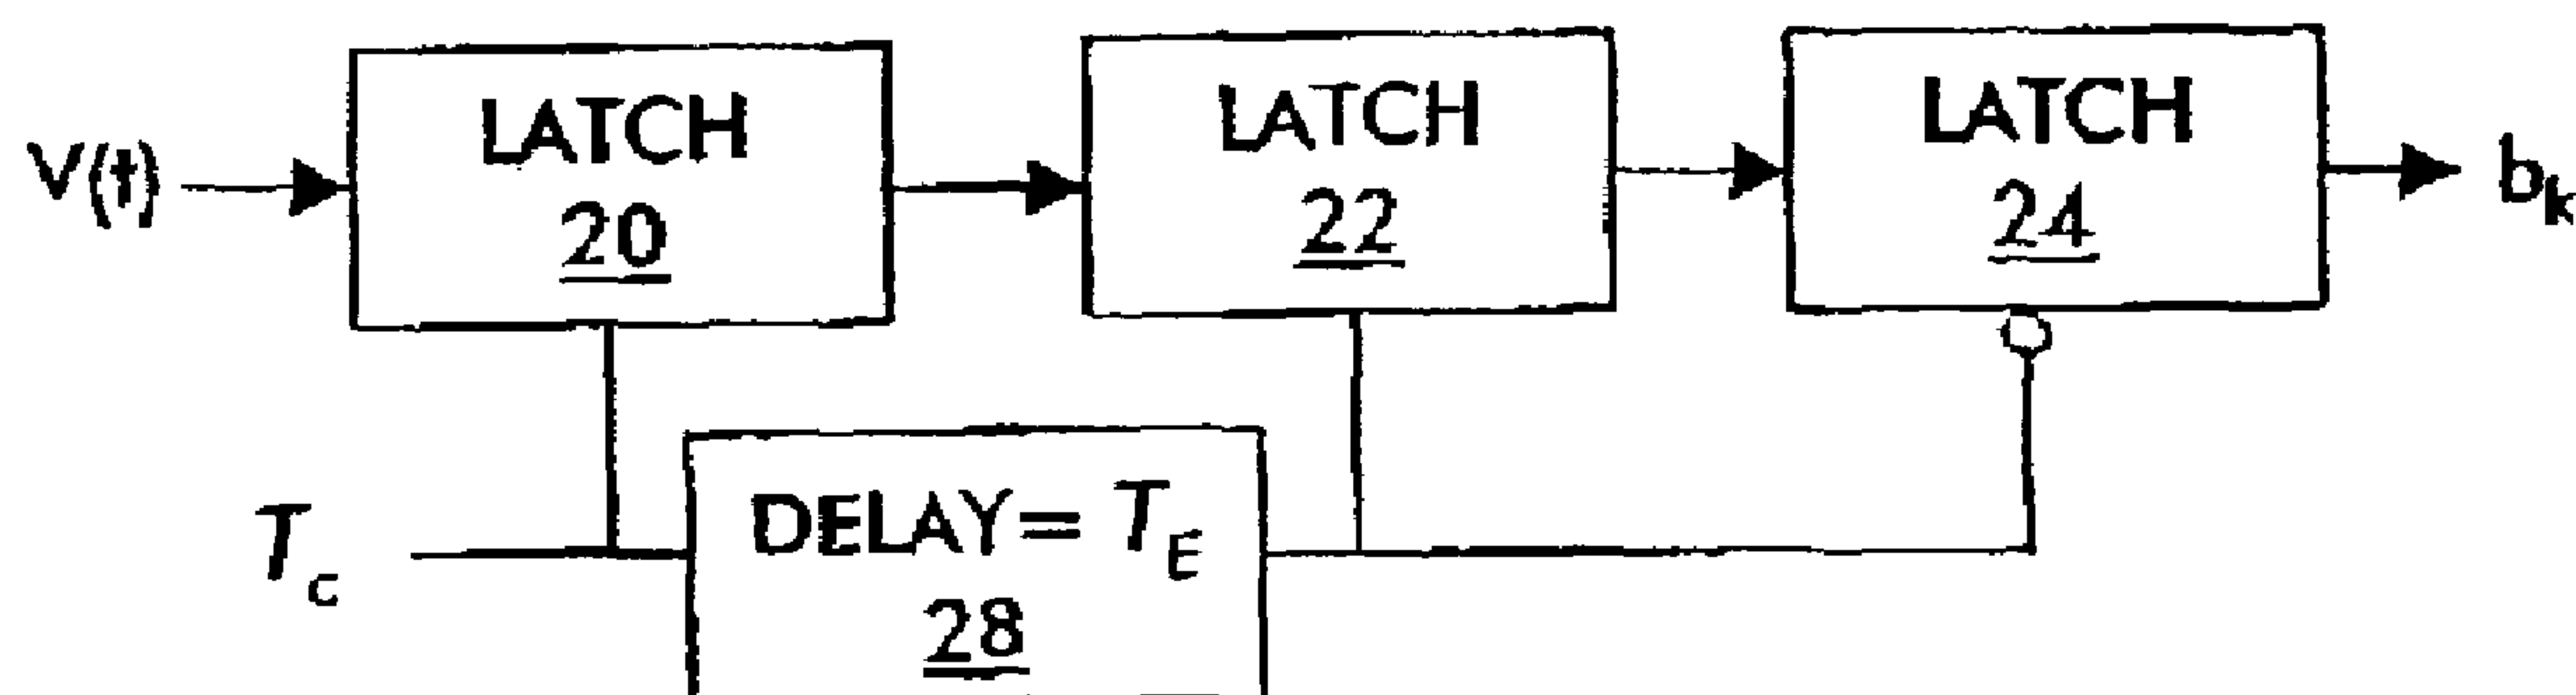 V(t)
LATCH
20
LATCH
22
LATCH
24
b_k
T_c
DELAY = T_E
28